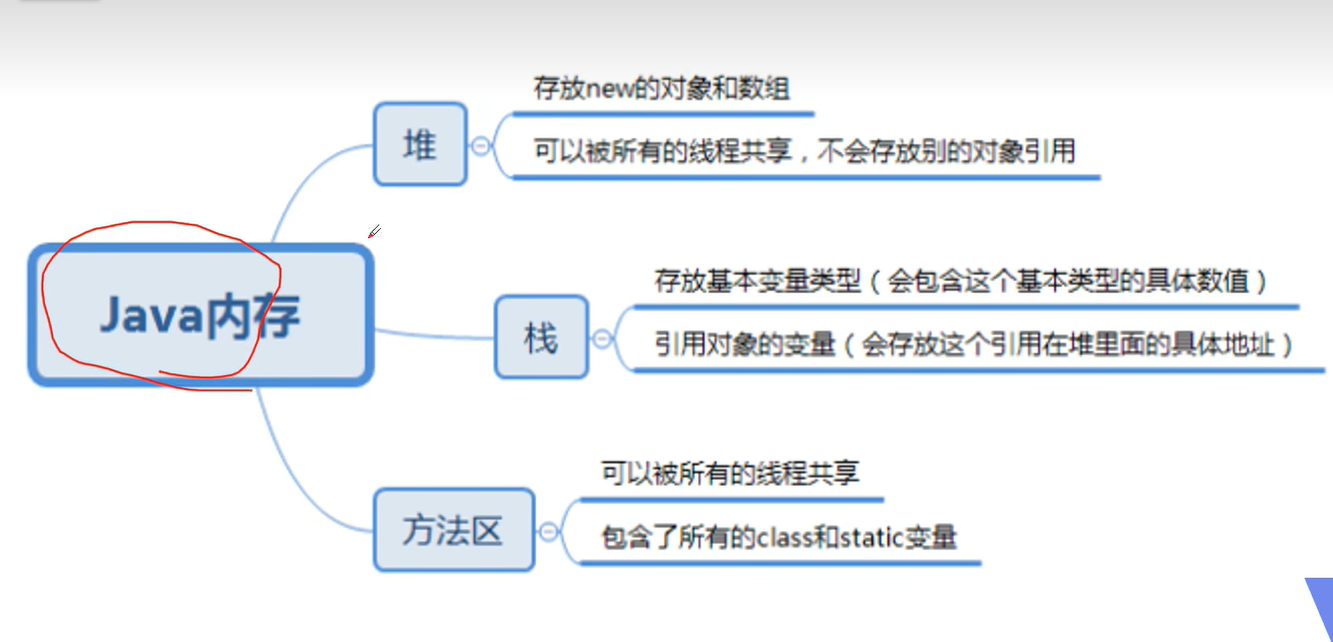 存放new的对象和数组
堆
可以被所有的线程共享，不会存放别的对象引用
Java内存
存放基本变量类型（会包含这个基本类型的具体数值）
栈
引用对象的变量（会存放这个引用在堆里面的具体地址）
可以被所有的线程共享
方法区
包含了所有的class和static变量